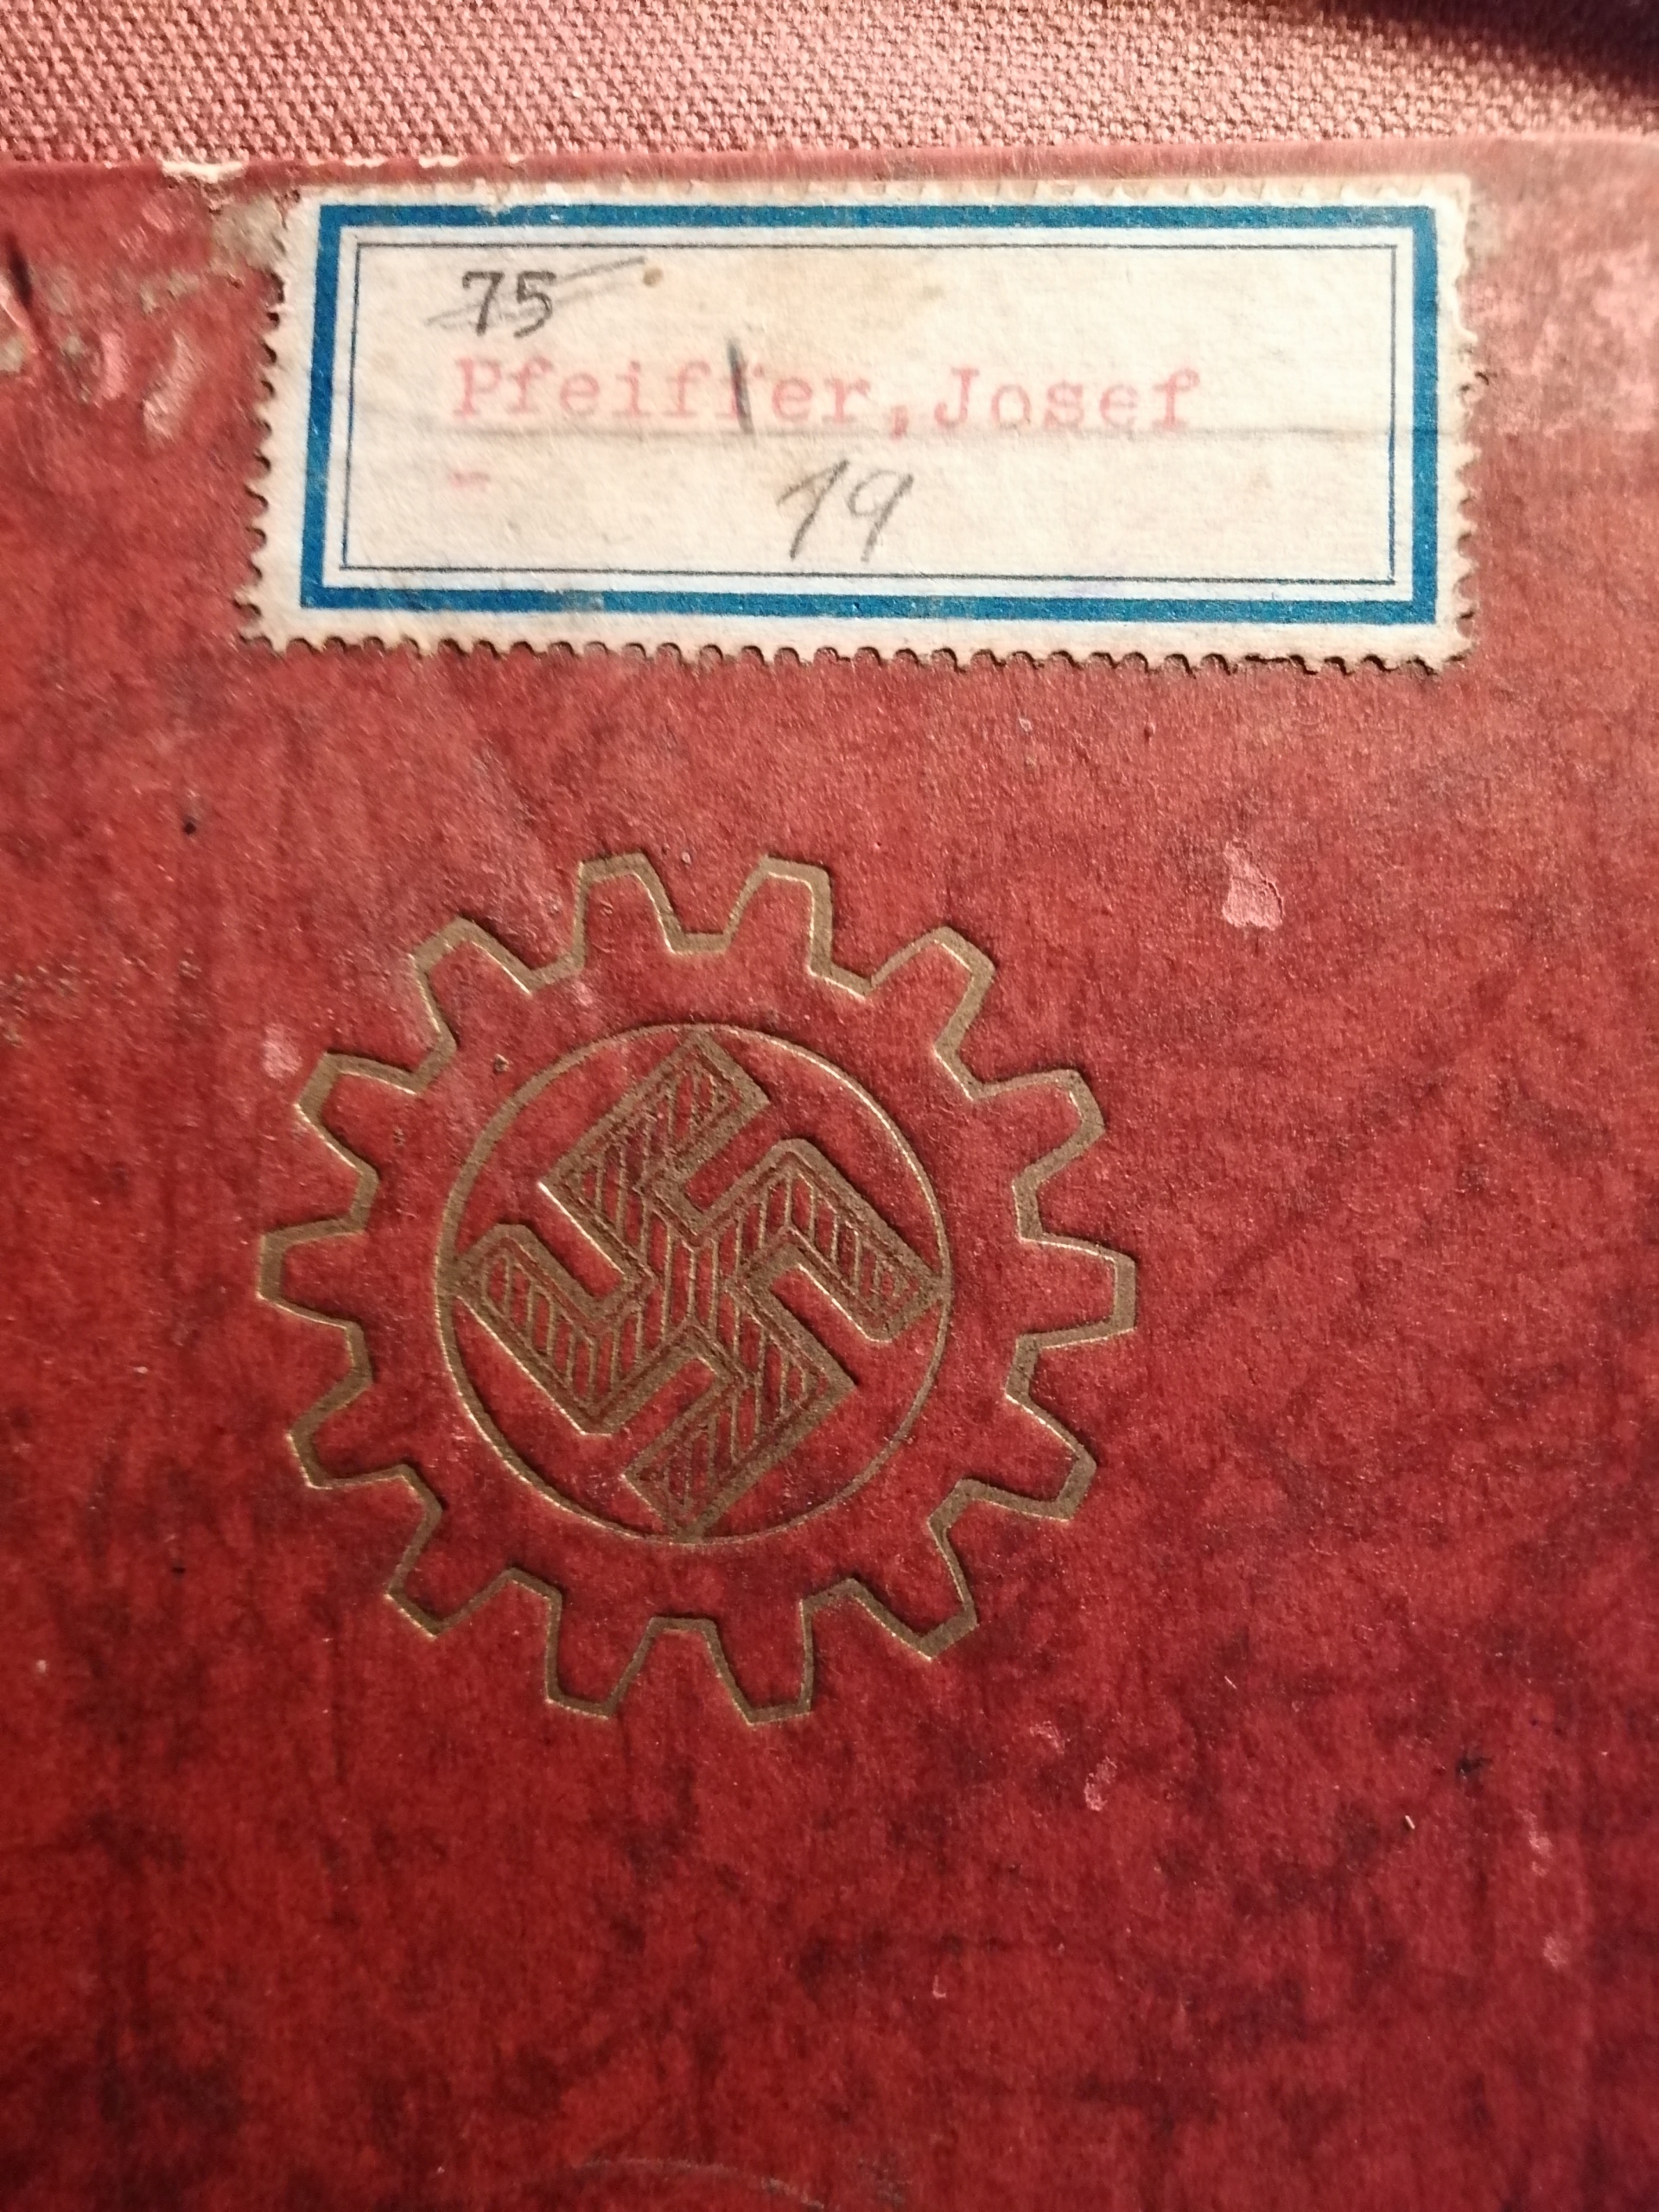 75
Pfeiffer, Josef
-
19